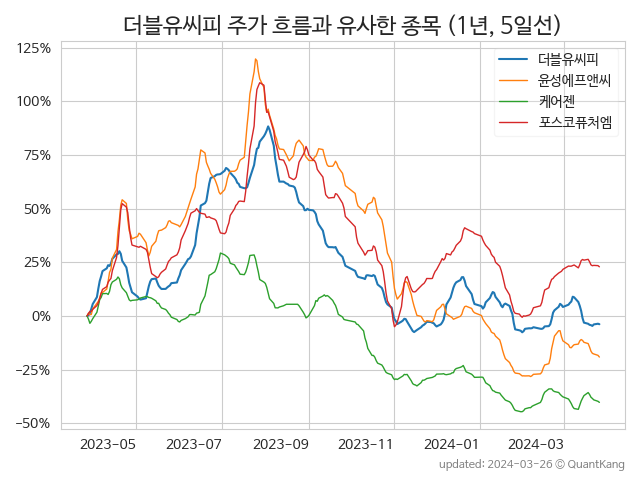 더블유씨피 주가 흐름과 유사한 종목 (1년, 5일선)
125%
100%
75%
50%
25%
0%
−25%
−50%
더블유씨피
윤성에프앤씨
케어젠
포스코퓨처엠
2023-05
2023-07
2023-09
2023-11
2024-01
2024-03
updated: 2024-03-26 © QuantKang